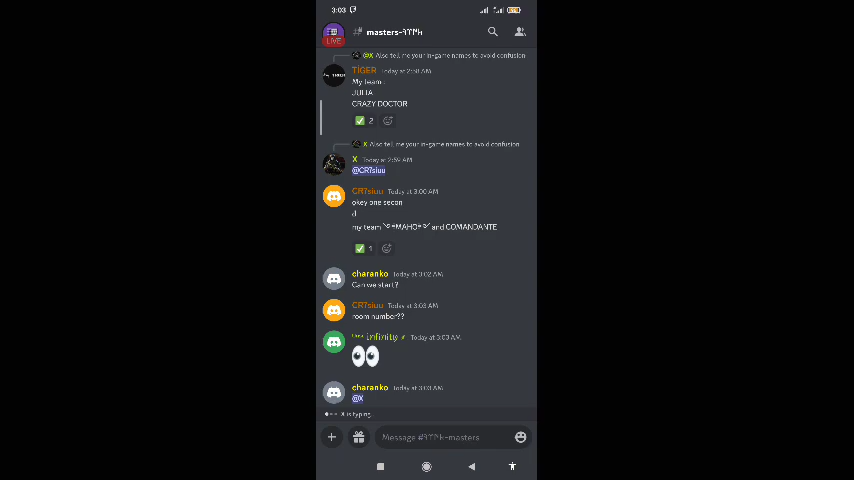 3:03
LIVE
@X Also tell me your in-game names to avoid confusion
TIGER Today at 2:58 AM
My team :
JULIA
CRAZY DOCTOR
✅ 2
X Also tell me your in-game names to avoid confusion
X Today at 2:59 AM
@CR7siuu
CR7siuu Today at 3:00 AM
okey one secon
d
my team MAHO and COMANDANTE
✅ 1
charanko Today at 3:02 AM
Can we start?
CR7siuu Today at 3:03 AM
room number??
infinity Today at 3:03 AM
👀
charanko Today at 3:03 AM
@X
X is typing...